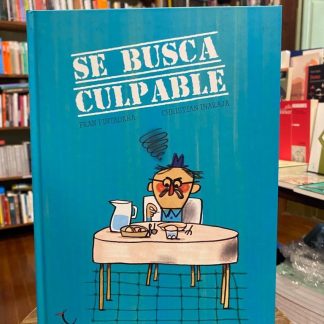 SE BUSCA
CULPABLE
FRAN PINTADERA
CHRISTIAN INARAJA